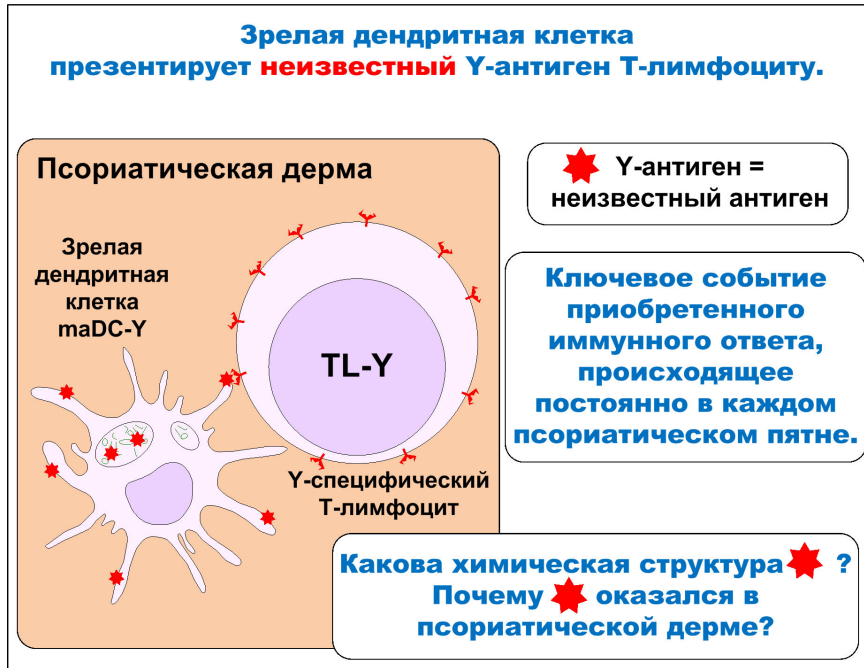 Зрелая дендритная клетка
презентирует неизвестный Y-антиген Т-лимфоциту.
Псориатическая дерма
Зрелая
дендритная
клетка
maDC-Y
TL-Y
Y-специфический
Т-лимфоцит
Y-антиген =
неизвестный антиген
Ключевое событие
приобретенного
иммунного ответа,
происходящее
постоянно в каждом
псориатическом пятне.
Какова химическая структура ?
Почему оказался в
псориатической дерме?